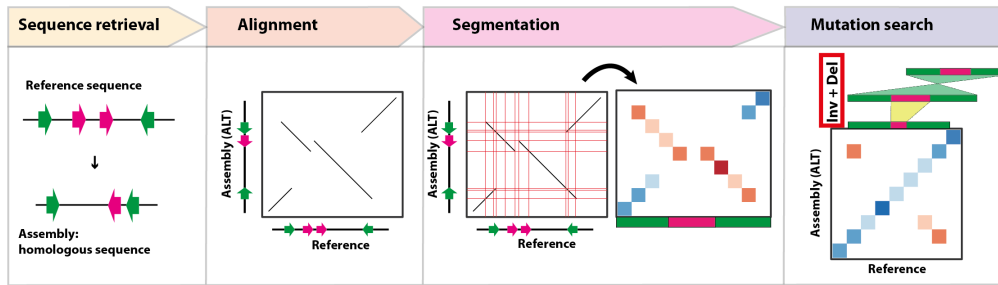 Sequence retrieval
Alignment
Segmentation
Mutation search
Reference sequence
Assembly:
homologous sequence
Assembly (ALT)
Reference
Assembly (ALT)
Reference
Inv + Del
Assembly (ALT)
Reference